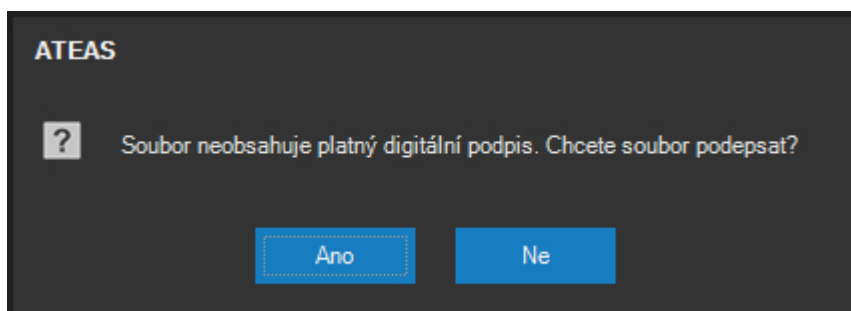 ATEAS
? Soubor neobsahuje platný digitální podpis. Chcete soubor podepsat?
Ano Ne